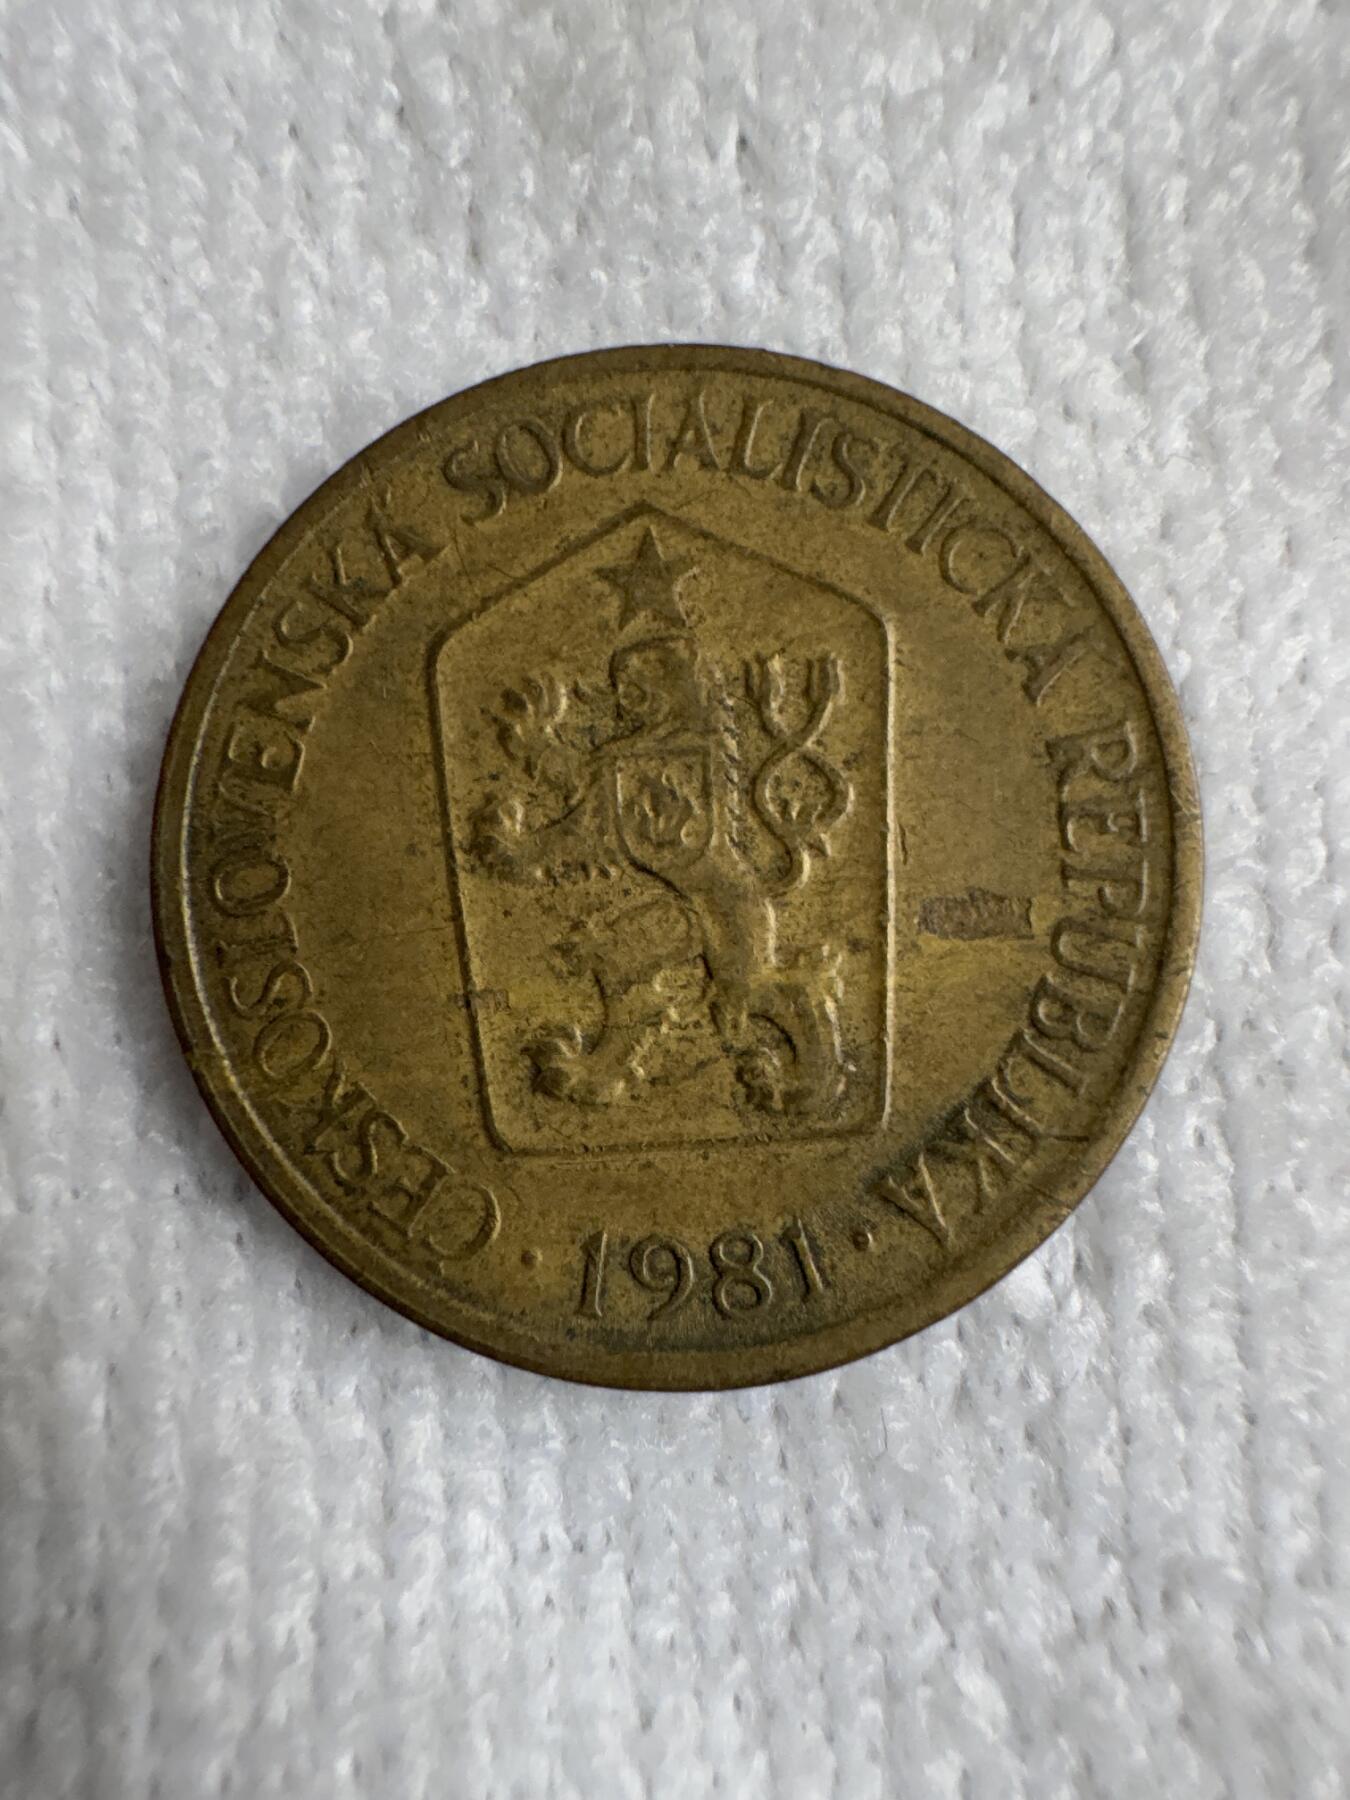 ČESKOSLOVENSKÁ SOCIALISTICKÁ REPUBLIKA
· 1981 ·